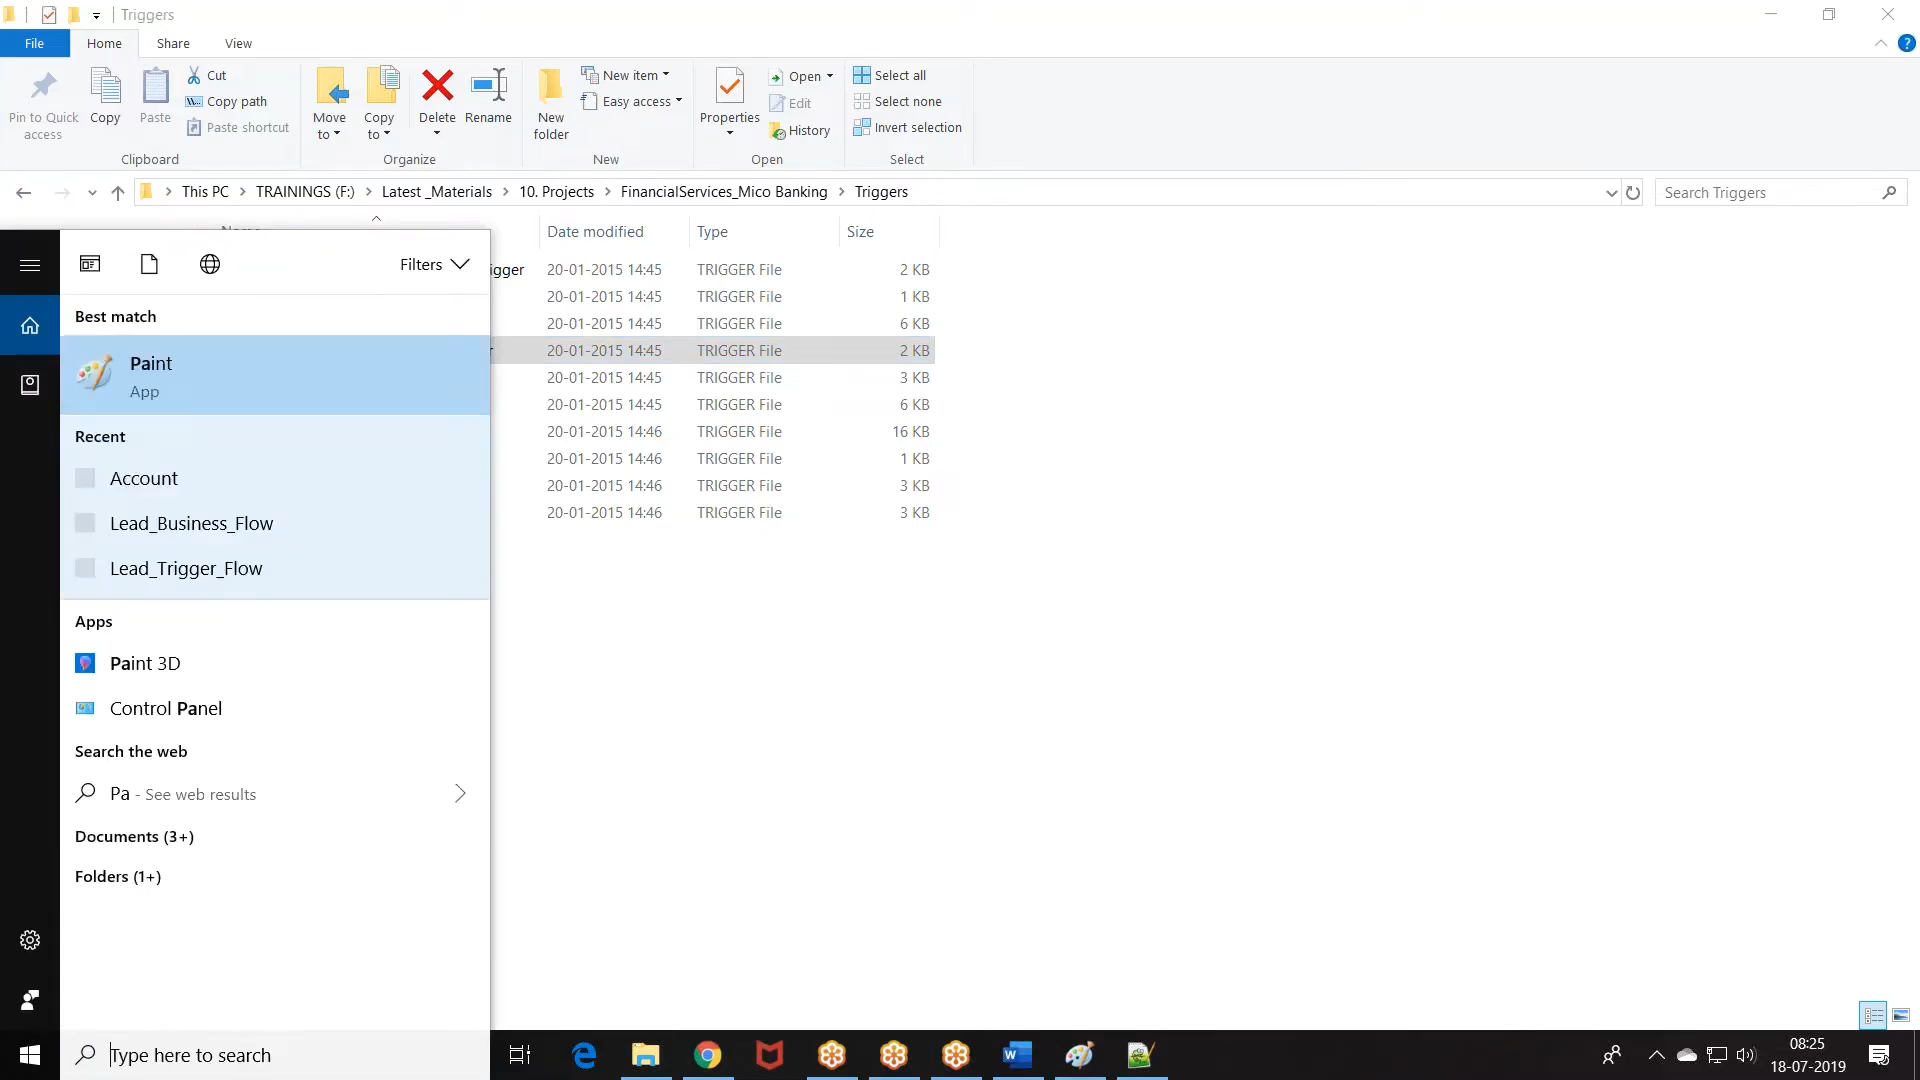 Triggers
File
Home
Share
View
Pin to Quick access
Copy
Paste
Cut
Copy path
Paste shortcut
Clipboard
Move to
Copy to
Delete
Rename
Organize
New folder
New item
Easy access
New
Properties
Open
Edit
History
Open
Select all
Select none
Invert selection
Select
This PC > TRAININGS (F:) > Latest _Materials > 10. Projects > FinancialServices_Mico Banking > Triggers
Search Triggers
Date modified Type Size
igger 20-01-2015 14:45 TRIGGER File 2 KB
20-01-2015 14:45 TRIGGER File 1 KB
20-01-2015 14:45 TRIGGER File 6 KB
r 20-01-2015 14:45 TRIGGER File 2 KB
20-01-2015 14:45 TRIGGER File 3 KB
20-01-2015 14:45 TRIGGER File 6 KB
20-01-2015 14:46 TRIGGER File 16 KB
20-01-2015 14:46 TRIGGER File 1 KB
20-01-2015 14:46 TRIGGER File 3 KB
20-01-2015 14:46 TRIGGER File 3 KB
Filters
Best match
Paint
App
Recent
Account
Lead_Business_Flow
Lead_Trigger_Flow
Apps
Paint 3D
Control Panel
Search the web
Pa - See web results
Documents (3+)
Folders (1+)
Type here to search
08:25
18-07-2019